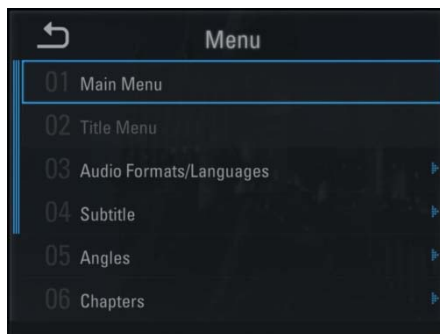 Menu
01 Main Menu
02 Title Menu
03 Audio Formats/Languages
04 Subtitle
05 Angles
06 Chapters